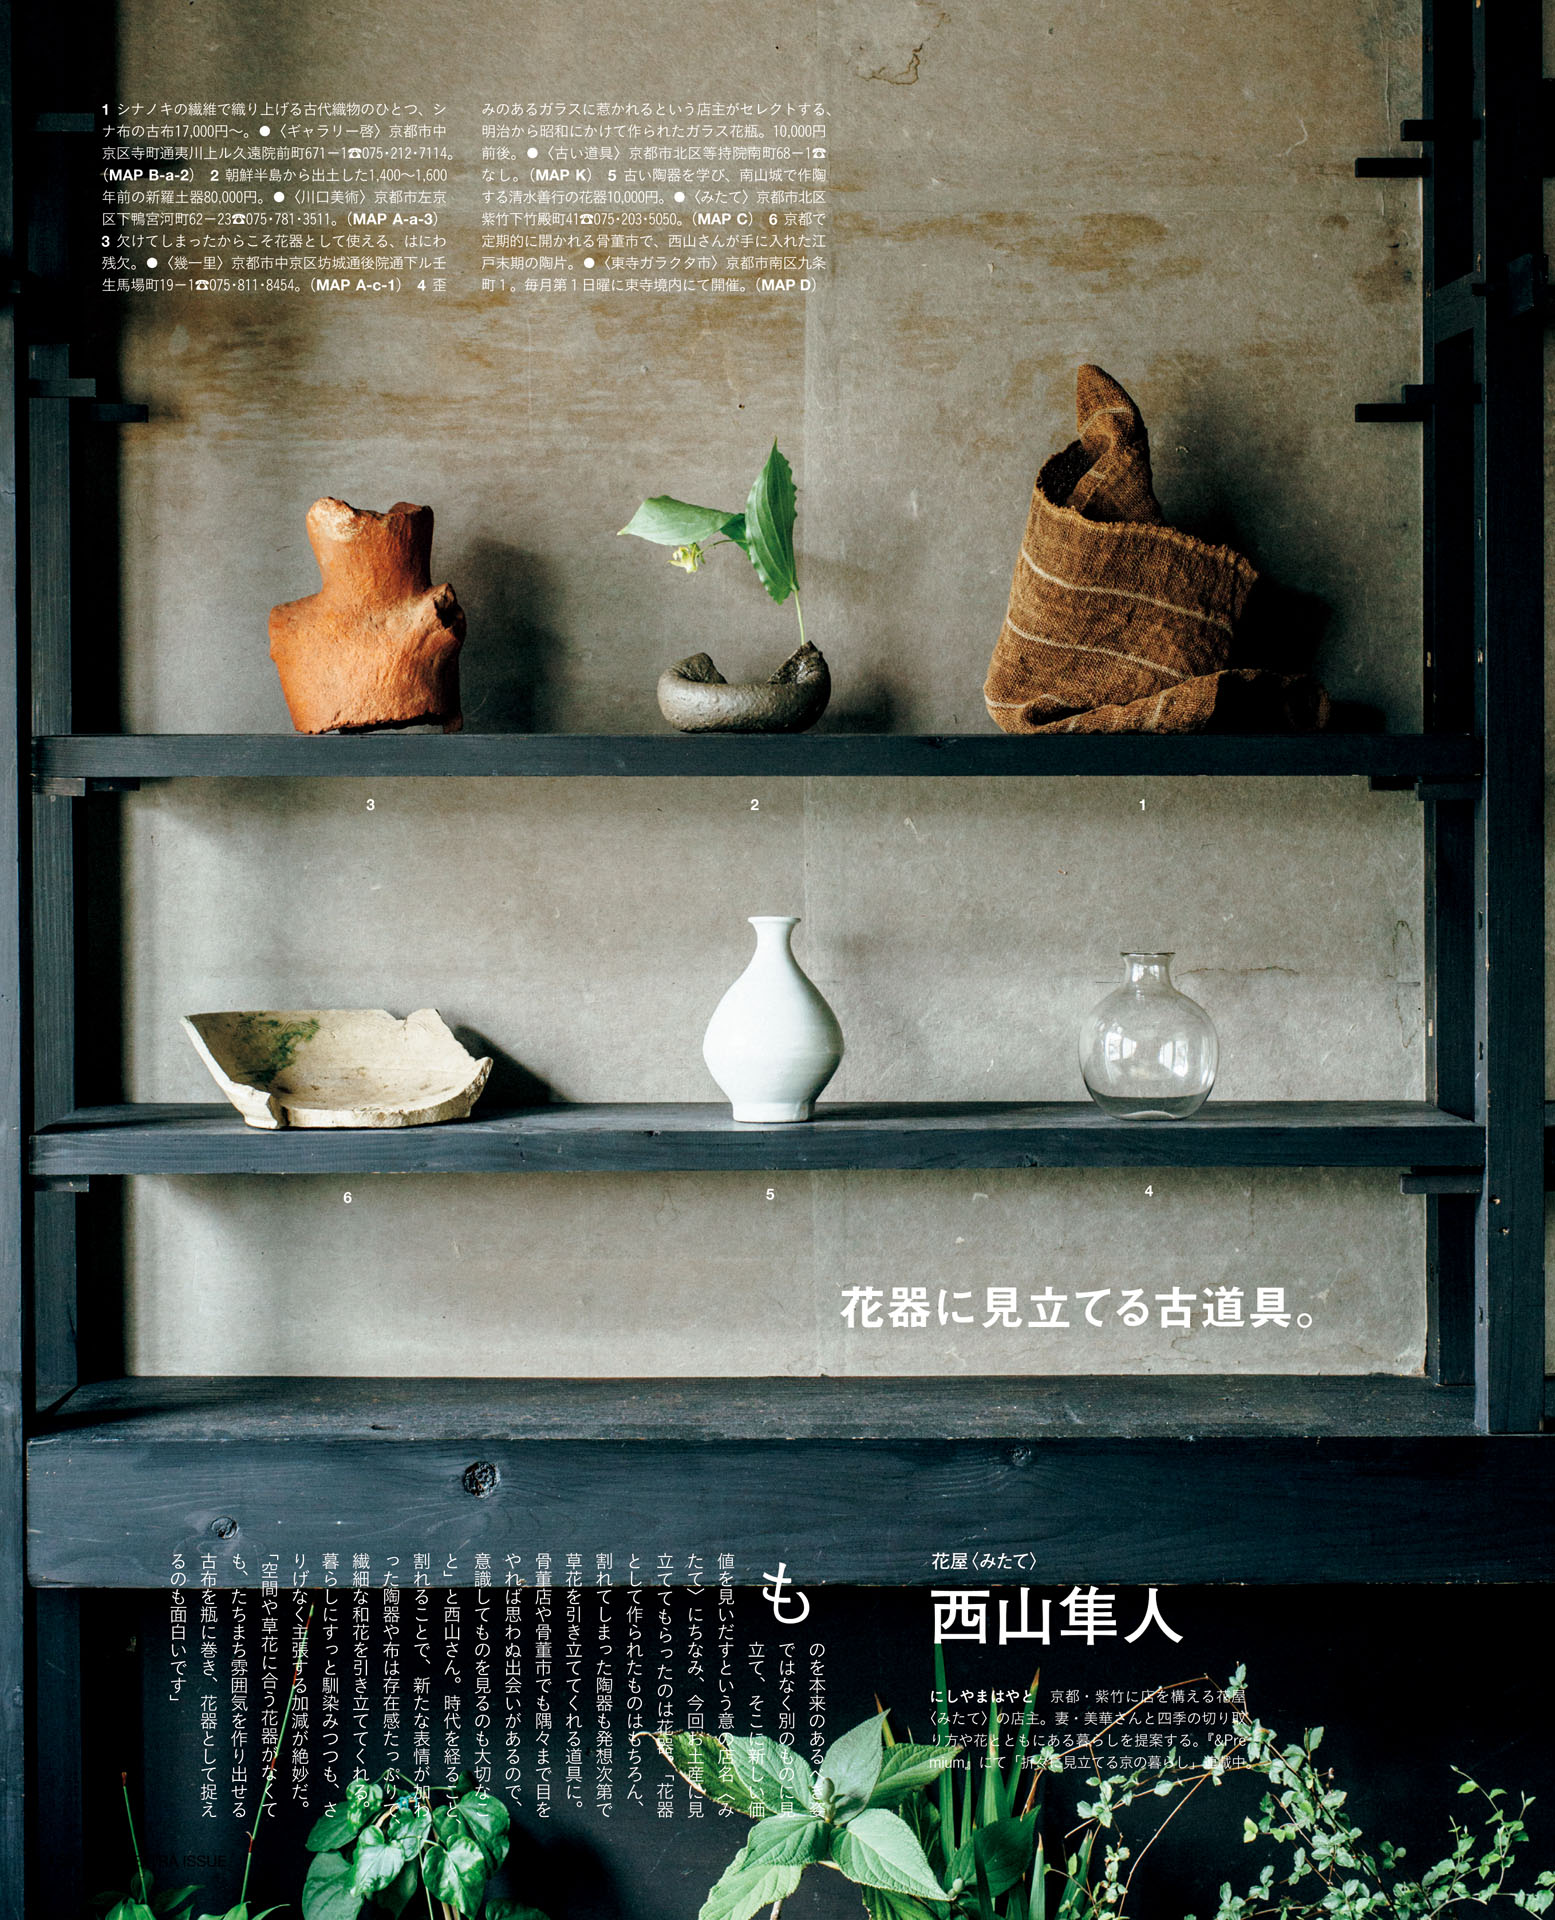 1 シナノキの繊維で織り上げる古代織物のひとつ、シ
ナ布の古布17,000円〜。●〈ギャラリー啓〉京都市中
京区寺町通夷川上ル久遠院前町671−1☎075・212・7114。
（MAP B-a-2） 2 朝鮮半島から出土した1,400〜1,600
年前の新羅土器80,000円。●〈川口美術〉京都市左京
区下鴨宮河町62−23☎075・781・3511。（MAP A-a-3）
3 欠けてしまったからこそ花器として使える、はにわ
残欠。●〈幾一里〉京都市中京区坊城通後院通下ル壬
生馬場町19−1☎075・811・8454。（MAP A-c-1） 4 歪
みのあるガラスに惹かれるという店主がセレクトする、
明治から昭和にかけて作られたガラス花瓶。10,000円
前後。●〈古い道具〉京都市北区等持院南町68−1☎
なし。（MAP K） 5 古い陶器を学び、南山城で作陶
する清水善行の花器10,000円。●〈みたて〉京都市北区
紫竹下竹殿町41☎075・203・5050。（MAP C） 6 京都で
定期的に開かれる骨董市で、西山さんが手に入れた江
戸末期の陶片。●〈東寺ガラクタ市〉京都市南区九条
町1。毎月第1日曜に東寺境内にて開催。（MAP D）
3
2
1
6
5
4
花器に見立てる古道具。
花屋〈みたて〉
西山隼人
にしやまはやと 京都・紫竹に店を構える花屋
〈みたて〉の店主。妻・美華さんと四季の切り取
り方や花とともにある暮らしを提案する。『&Pre
mium』にて「折々に見立てる京の暮らし」連載中。
も
のを本来のあるべき姿
ではなく別のものに見
立て、そこに新しい価
値を見いだすという意の店名〈み
たて〉にちなみ、今回お土産に見
立ててもらったのは花器。「花器
として作られたものはもちろん、
割れてしまった陶器も発想次第で
草花を引き立ててくれる道具に。
骨董店や骨董市でも隅々まで目を
やれば思わぬ出会いがあるので、
意識してものを見るのも大切なこ
と」と西山さん。時代を経ること、
割れることで、新たな表情が加わ
った陶器や布は存在感たっぷりで、
繊細な和花を引き立ててくれる。
暮らしにすっと馴染みつつも、さ
りげなく主張する加減が絶妙だ。
「空間や草花に合う花器がなくて
も、たちまち雰囲気を作り出せる
古布を瓶に巻き、花器として捉え
るのも面白いです」
ISSUE